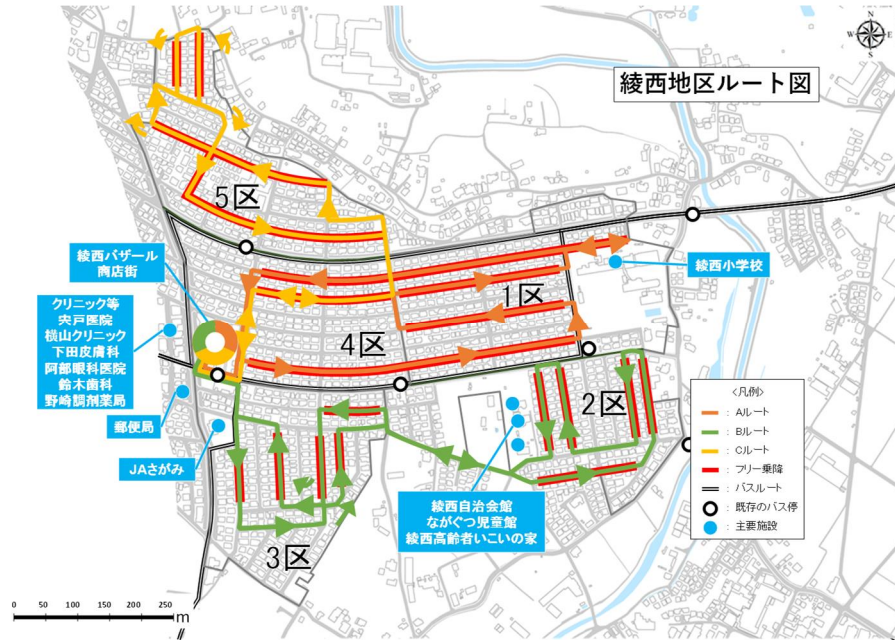 綾西地区ルート図
N
W
E
S
5区
綾西バザール
商店街
クリニック等
宍戸医院
横山クリニック
下田皮膚科
阿部眼科医院
鈴木歯科
野崎調剤薬局
郵便局
JAさがみ
綾西小学校
1区
4区
2区
3区
綾西自治会館
ながぐつ児童館
綾西高齢者いこいの家
<凡例>
: Aルート
: Bルート
: Cルート
: フリー乗降
: バスルート
: 既存のバス停
: 主要施設
0 50 100 150 200 250
m